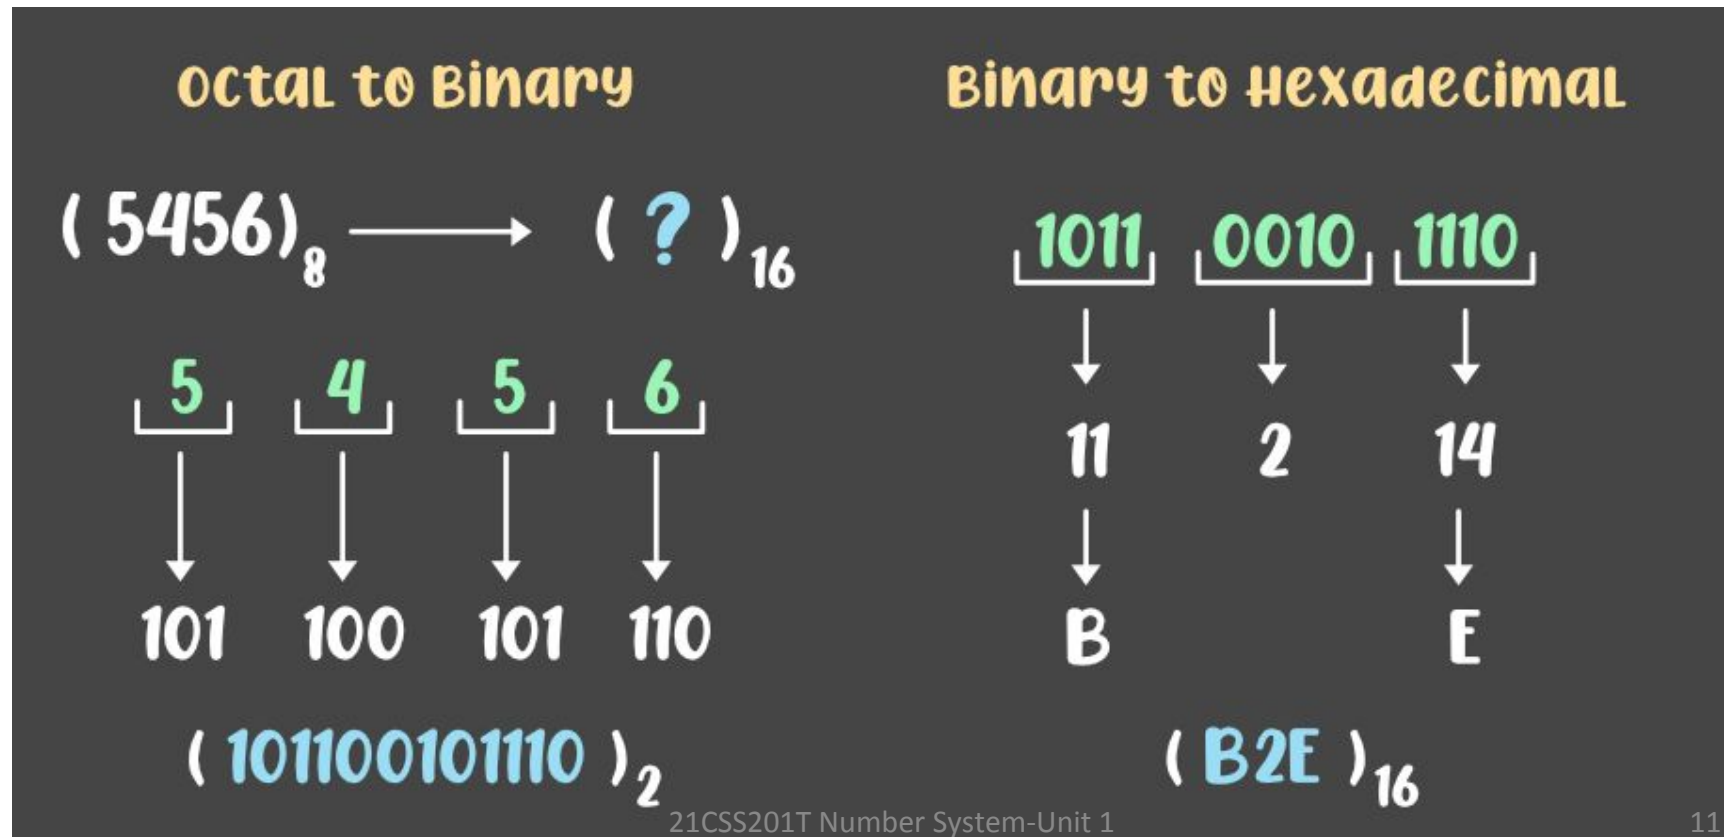 Octal to Binary
( 5456)8 ( ? )16
5 4 5 6
101 100 101 110
( 101100101110 )2
Binary to Hexadecimal
1011 0010 1110
11 2 14
B E
( B2E )16
21CSS201T Number System-Unit 1
11